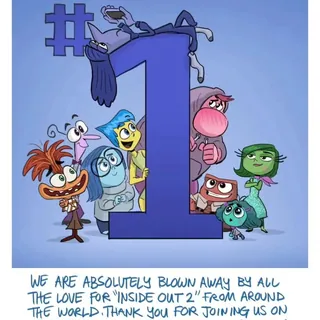 #1
WE ARE ABSOLUTELY BLOWN AWAY BY ALL
THE LOVE FOR "INSIDE OUT 2" FROM AROUND
THE WORLD. THANK YOU FOR JOINING US ON